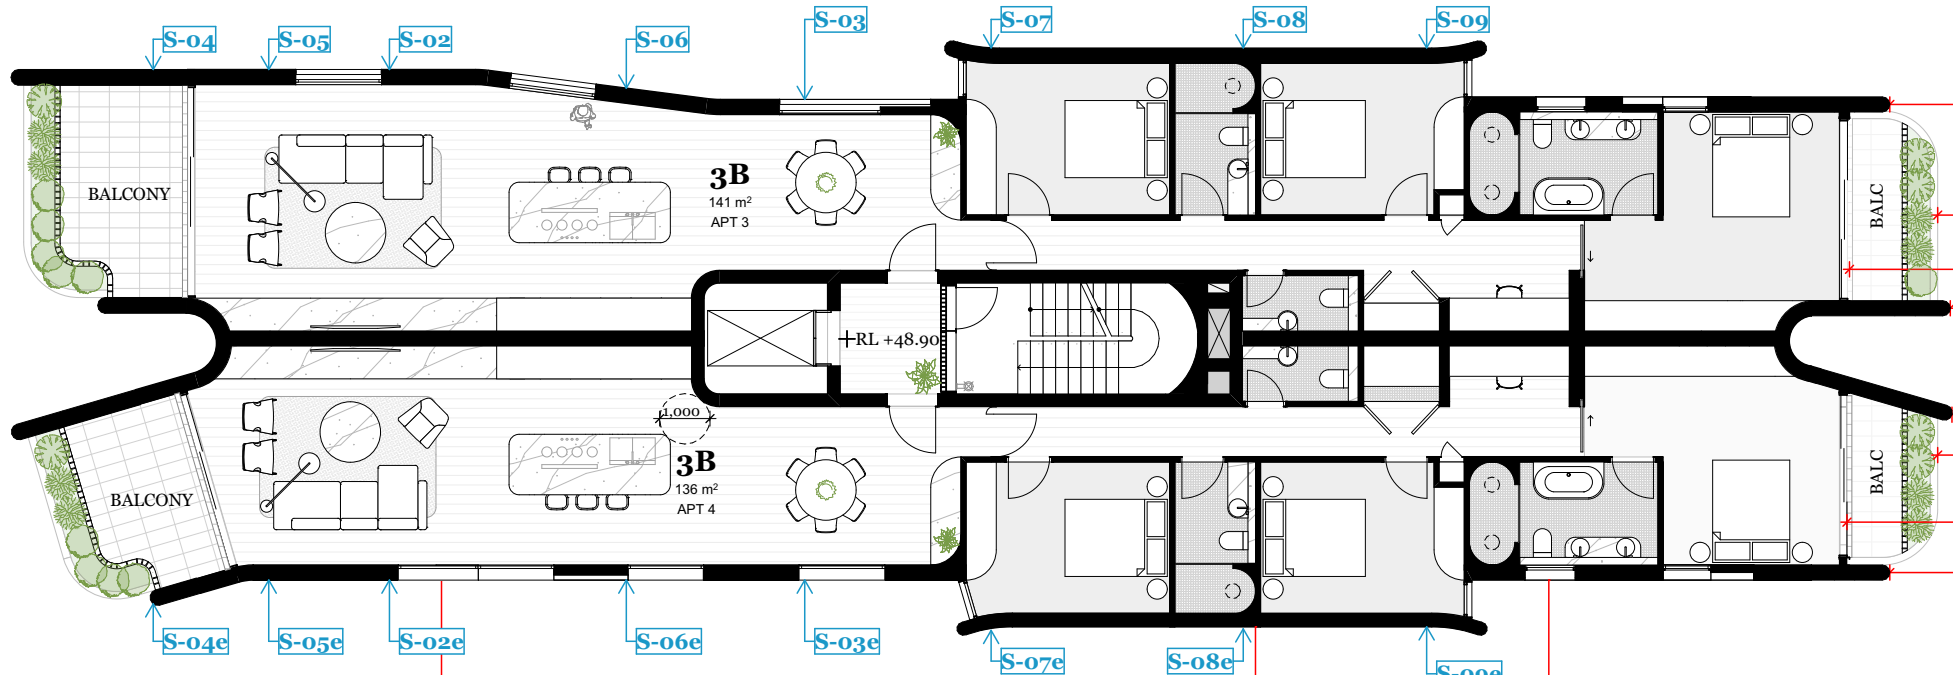 S-04
S-05
S-02
S-06
S-03
S-07
S-08
S-09
BALCONY
3B
141 m²
APT 3
BALC
RL +48.90
1,000
3B
136 m²
APT 4
BALCONY
BALC
S-04e
S-05e
S-02e
S-06e
S-03e
S-07e
S-08e
S-09e